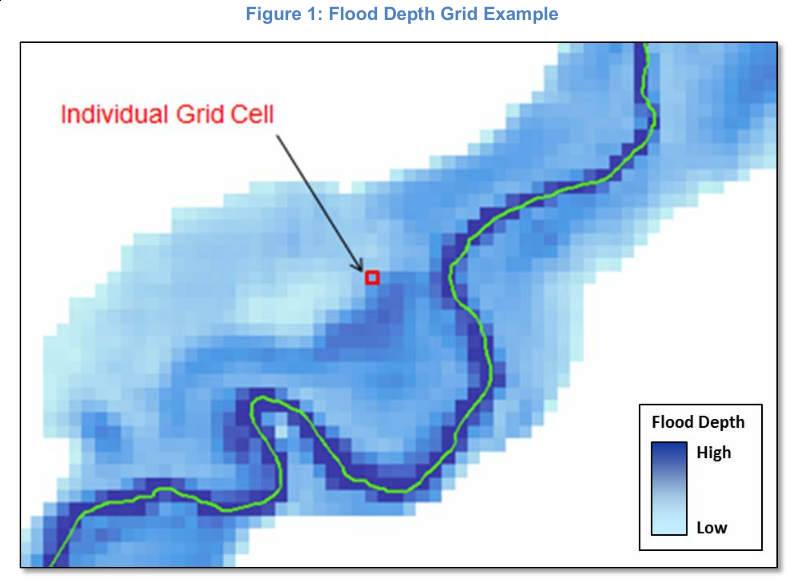 Figure 1: Flood Depth Grid Example
Individual Grid Cell
Flood Depth
High
Low